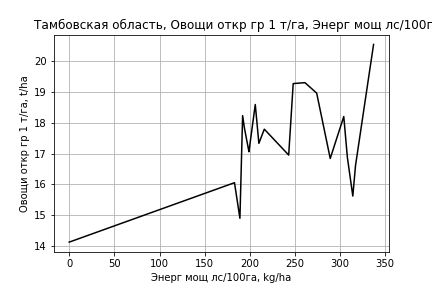 Тамбовская область, Овощи откр гр 1 т/га, Энерг мощ лс/100г
Овощи откр гр 1 т/га, t/ha
20
19
18
17
16
15
14
0 50 100 150 200 250 300 350
Энерг мощ лс/100га, kg/ha